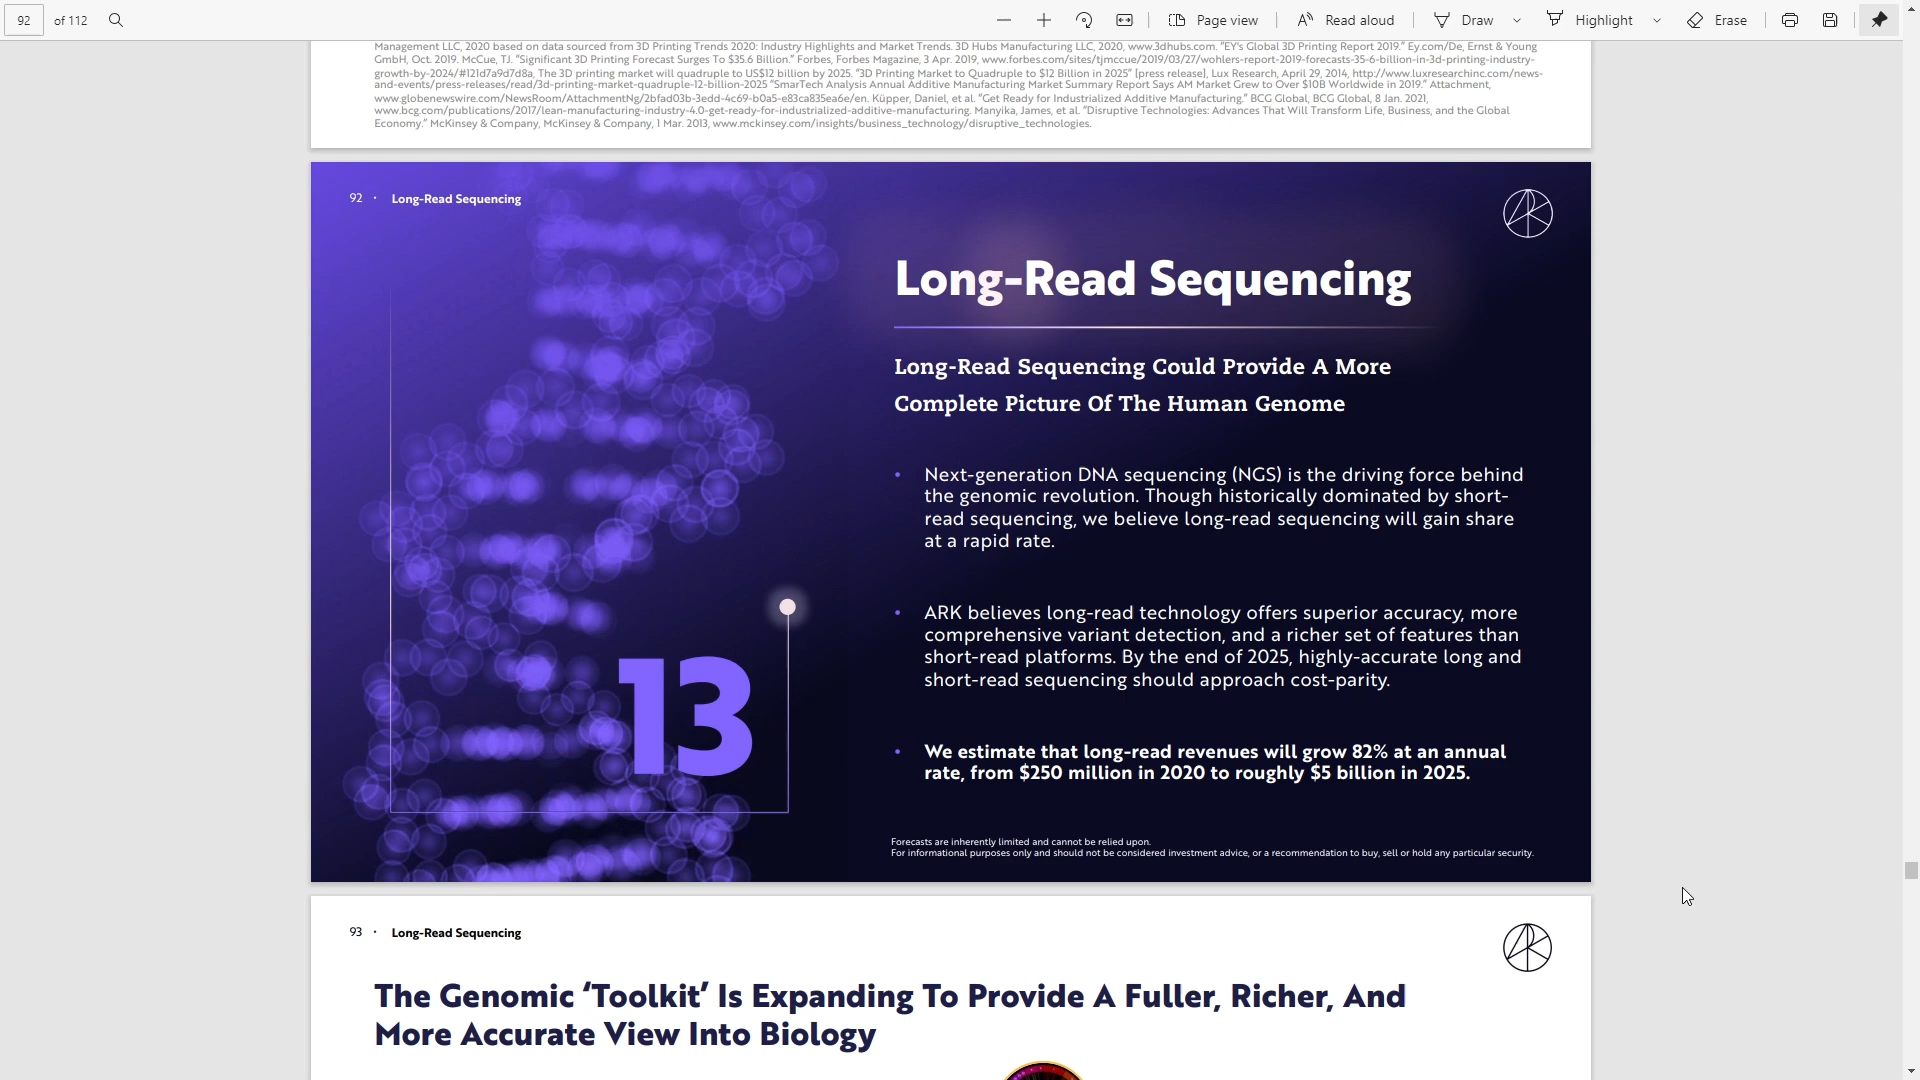 92
of 112
Page view
Read aloud
Draw
Highlight
Erase
Management LLC, 2020 based on data sourced from 3D Printing Trends 2020: Industry Highlights and Market Trends. 3D Hubs Manufacturing LLC, 2020, www.3dhubs.com. "EY's Global 3D Printing Report 2019." Ey.com/De, Ernst & Young
GmbH, Oct. 2019. McCue, TJ. "Significant 3D Printing Forecast Surges To $35.6 Billion." Forbes, Forbes Magazine, 3 Apr. 2019, www.forbes.com/sites/tjmccue/2019/03/27/wohlers-report-2019-forecasts-35-6-billion-in-3d-printing-industry-
growth-by-2024/#121d7a9d7d8a, The 3D printing market will quadruple to US$12 billion by 2025. "3D Printing Market to Quadruple to $12 Billion in 2025" [press release], Lux Research, April 29, 2014, http://www.luxresearchinc.com/news-
and-events/press-releases/read/3d-printing-market-quadruple-12-billion-2025 "SmarTech Analysis Annual Additive Manufacturing Market Summary Report Says AM Market Grew to Over $10B Worldwide in 2019." Attachment,
www.globenewswire.com/NewsRoom/AttachmentNg/2bfad03b-3edd-4c69-b0a5-e83ca835ea6e/en. Küpper, Daniel, et al. "Get Ready for Industrialized Additive Manufacturing." BCG Global, BCG Global, 8 Jan. 2021,
www.bcg.com/publications/2017/lean-manufacturing-industry-4.0-get-ready-for-industrialized-additive-manufacturing. Manyika, James, et al. "Disruptive Technologies: Advances That Will Transform Life, Business, and the Global
Economy." McKinsey & Company, McKinsey & Company, 1 Mar. 2013, www.mckinsey.com/insights/business_technology/disruptive_technologies.
92 · Long-Read Sequencing
Long-Read Sequencing
Long-Read Sequencing Could Provide A More
Complete Picture Of The Human Genome
• Next-generation DNA sequencing (NGS) is the driving force behind
the genomic revolution. Though historically dominated by short-
read sequencing, we believe long-read sequencing will gain share
at a rapid rate.
• ARK believes long-read technology offers superior accuracy, more
comprehensive variant detection, and a richer set of features than
short-read platforms. By the end of 2025, highly-accurate long and
short-read sequencing should approach cost-parity.
13
• We estimate that long-read revenues will grow 82% at an annual
rate, from $250 million in 2020 to roughly $5 billion in 2025.
Forecasts are inherently limited and cannot be relied upon.
For informational purposes only and should not be considered investment advice, or a recommendation to buy, sell or hold any particular security.
93 · Long-Read Sequencing
The Genomic ‘Toolkit’ Is Expanding To Provide A Fuller, Richer, And
More Accurate View Into Biology